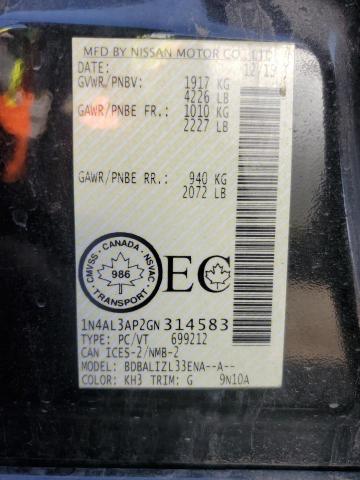 MFD BY NISSAN MOTOR CO., LTD
DATE: 12/13
GVWR/PNBV: 1917 KG
4226 LB
GAWR/PNBE FR.: 1010 KG
2227 LB
GAWR/PNBE RR.: 940 KG
2072 LB
CMVSS · CANADA · NSVAC
986
TRANSPORT
EC
1N4AL3AP2GN314583
TYPE: PC/VT 699212
CAN ICES-2/NMB-2
MODEL: BDBALIZL33ENA--A--
COLOR: KH3 TRIM: G 9N10A